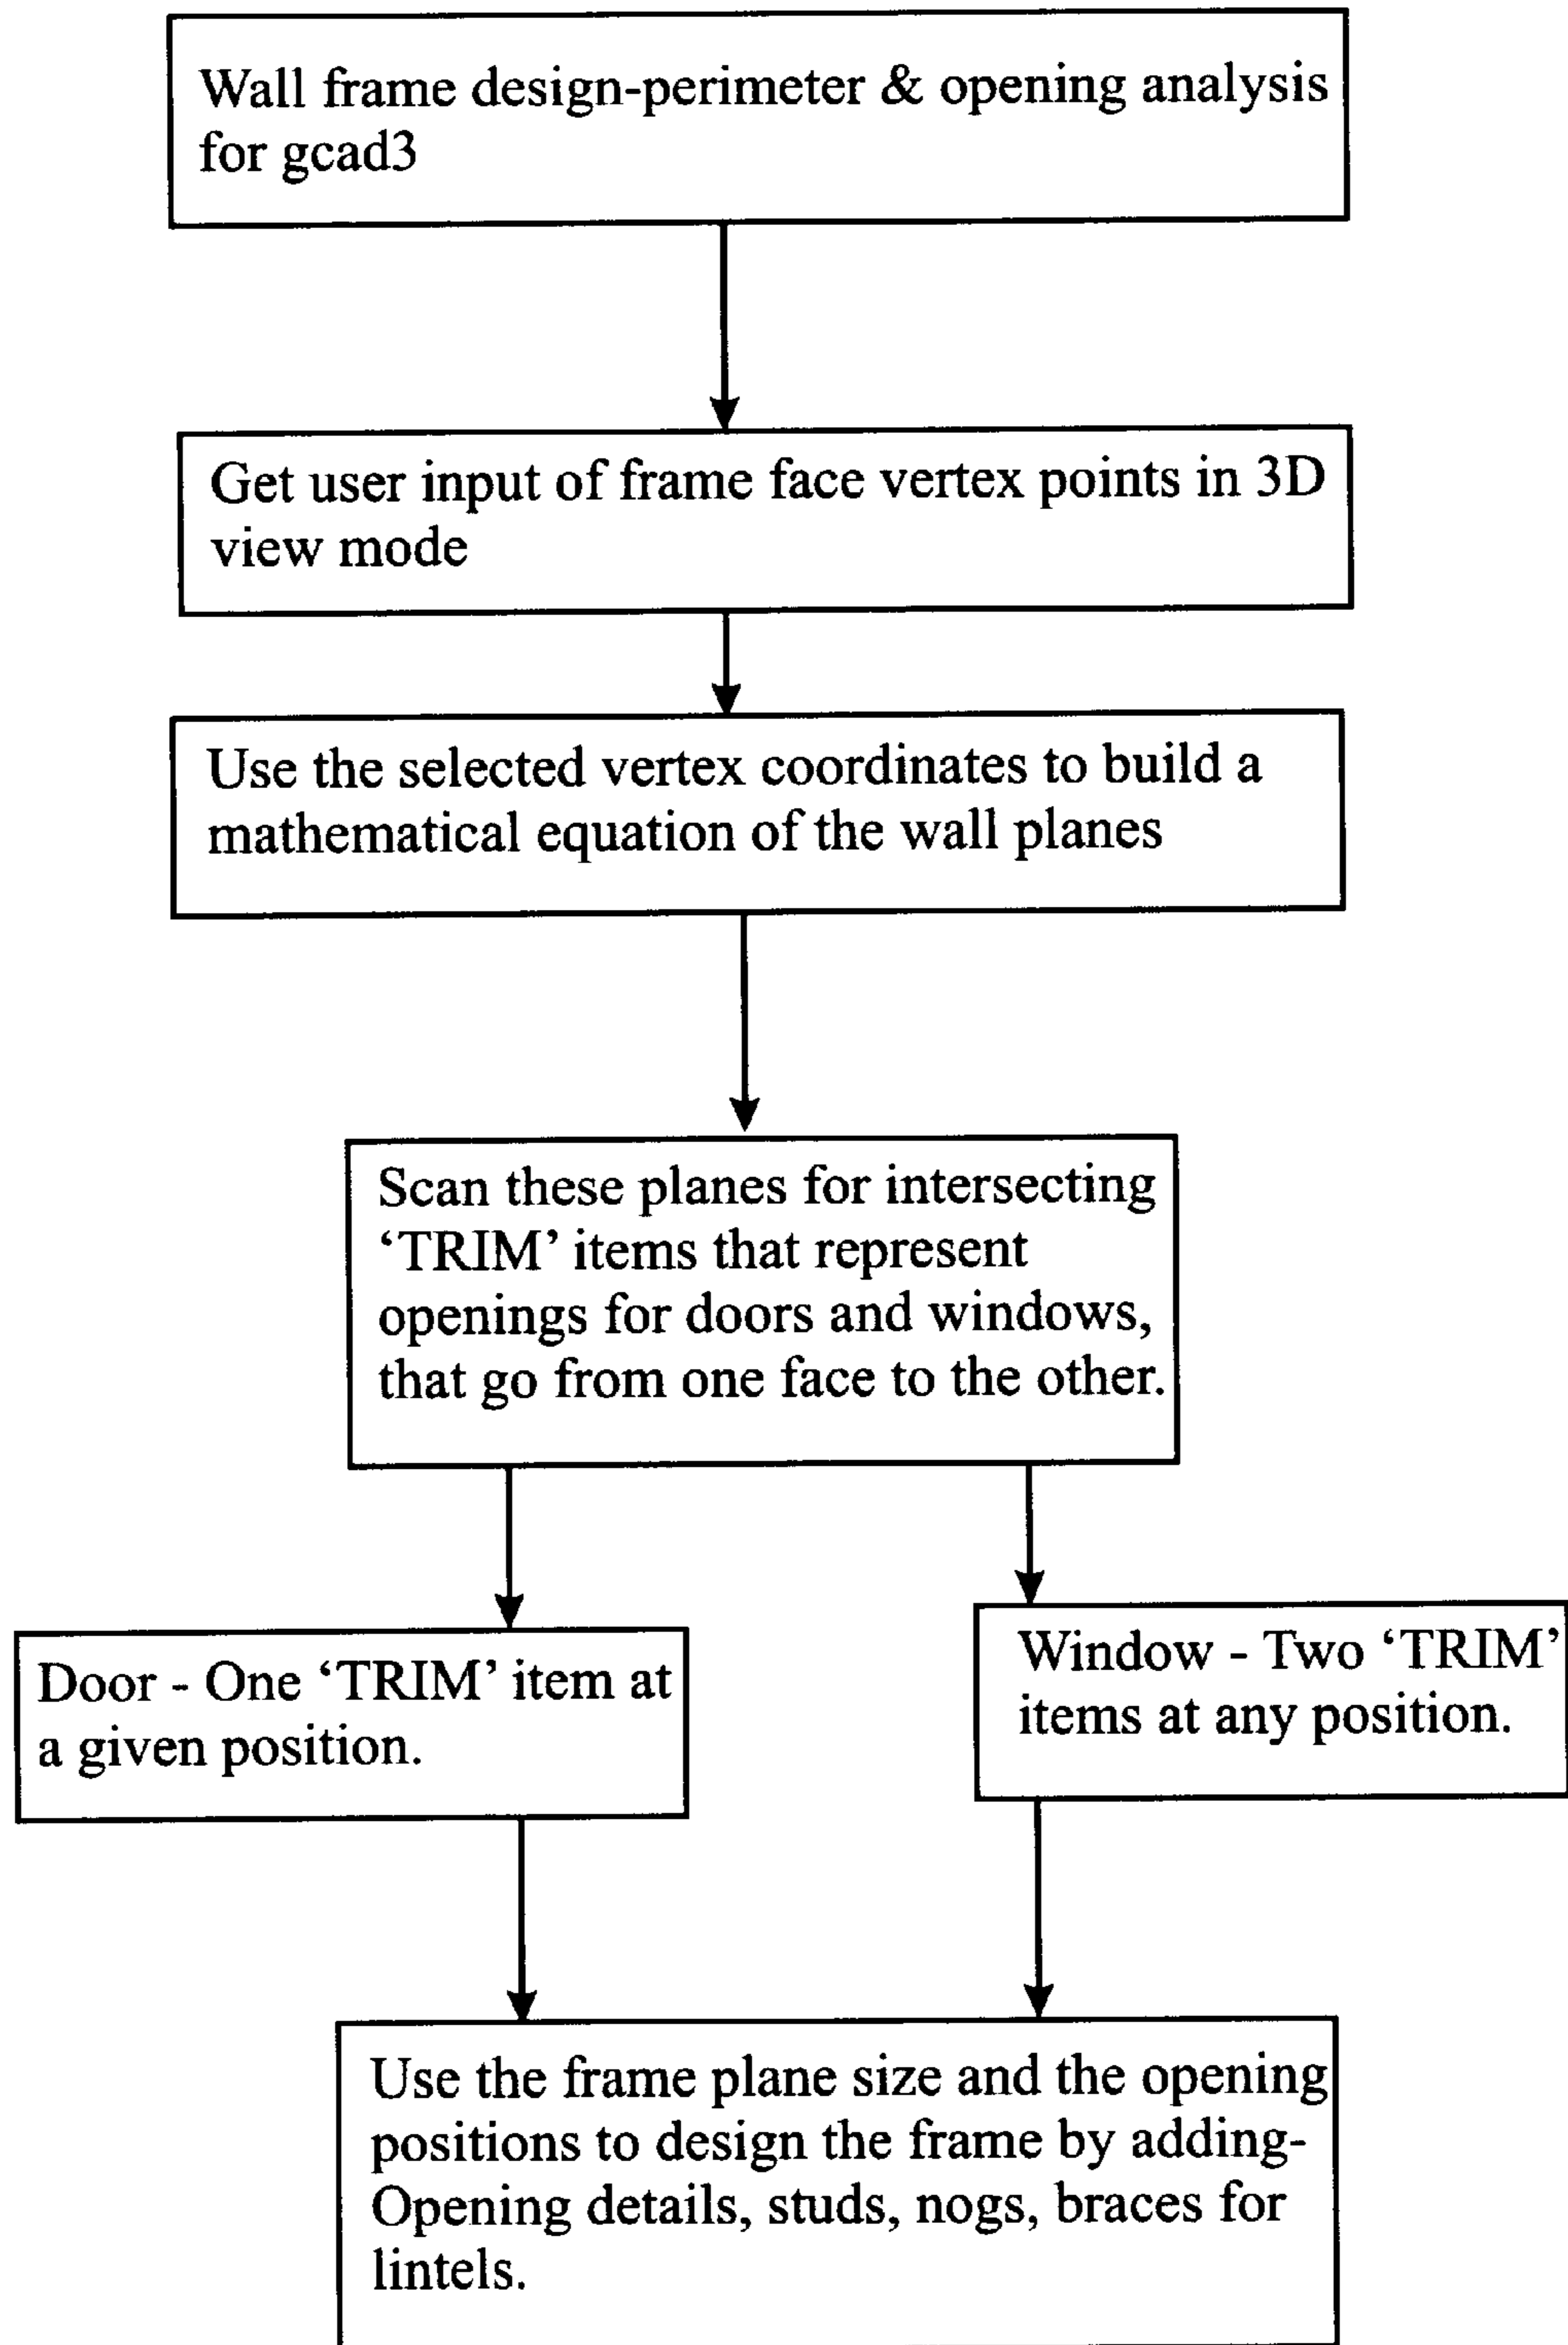 Wall frame design-perimeter & opening analysis
for gcad3
Get user input of frame face vertex points in 3D
view mode
Use the selected vertex coordinates to build a
mathematical equation of the wall planes
Scan these planes for intersecting
‘TRIM’ items that represent
openings for doors and windows,
that go from one face to the other.
Door - One ‘TRIM’ item at
a given position.
Window - Two ‘TRIM’
items at any position.
Use the frame plane size and the opening
positions to design the frame by adding-
Opening details, studs, nogs, braces for
lintels.